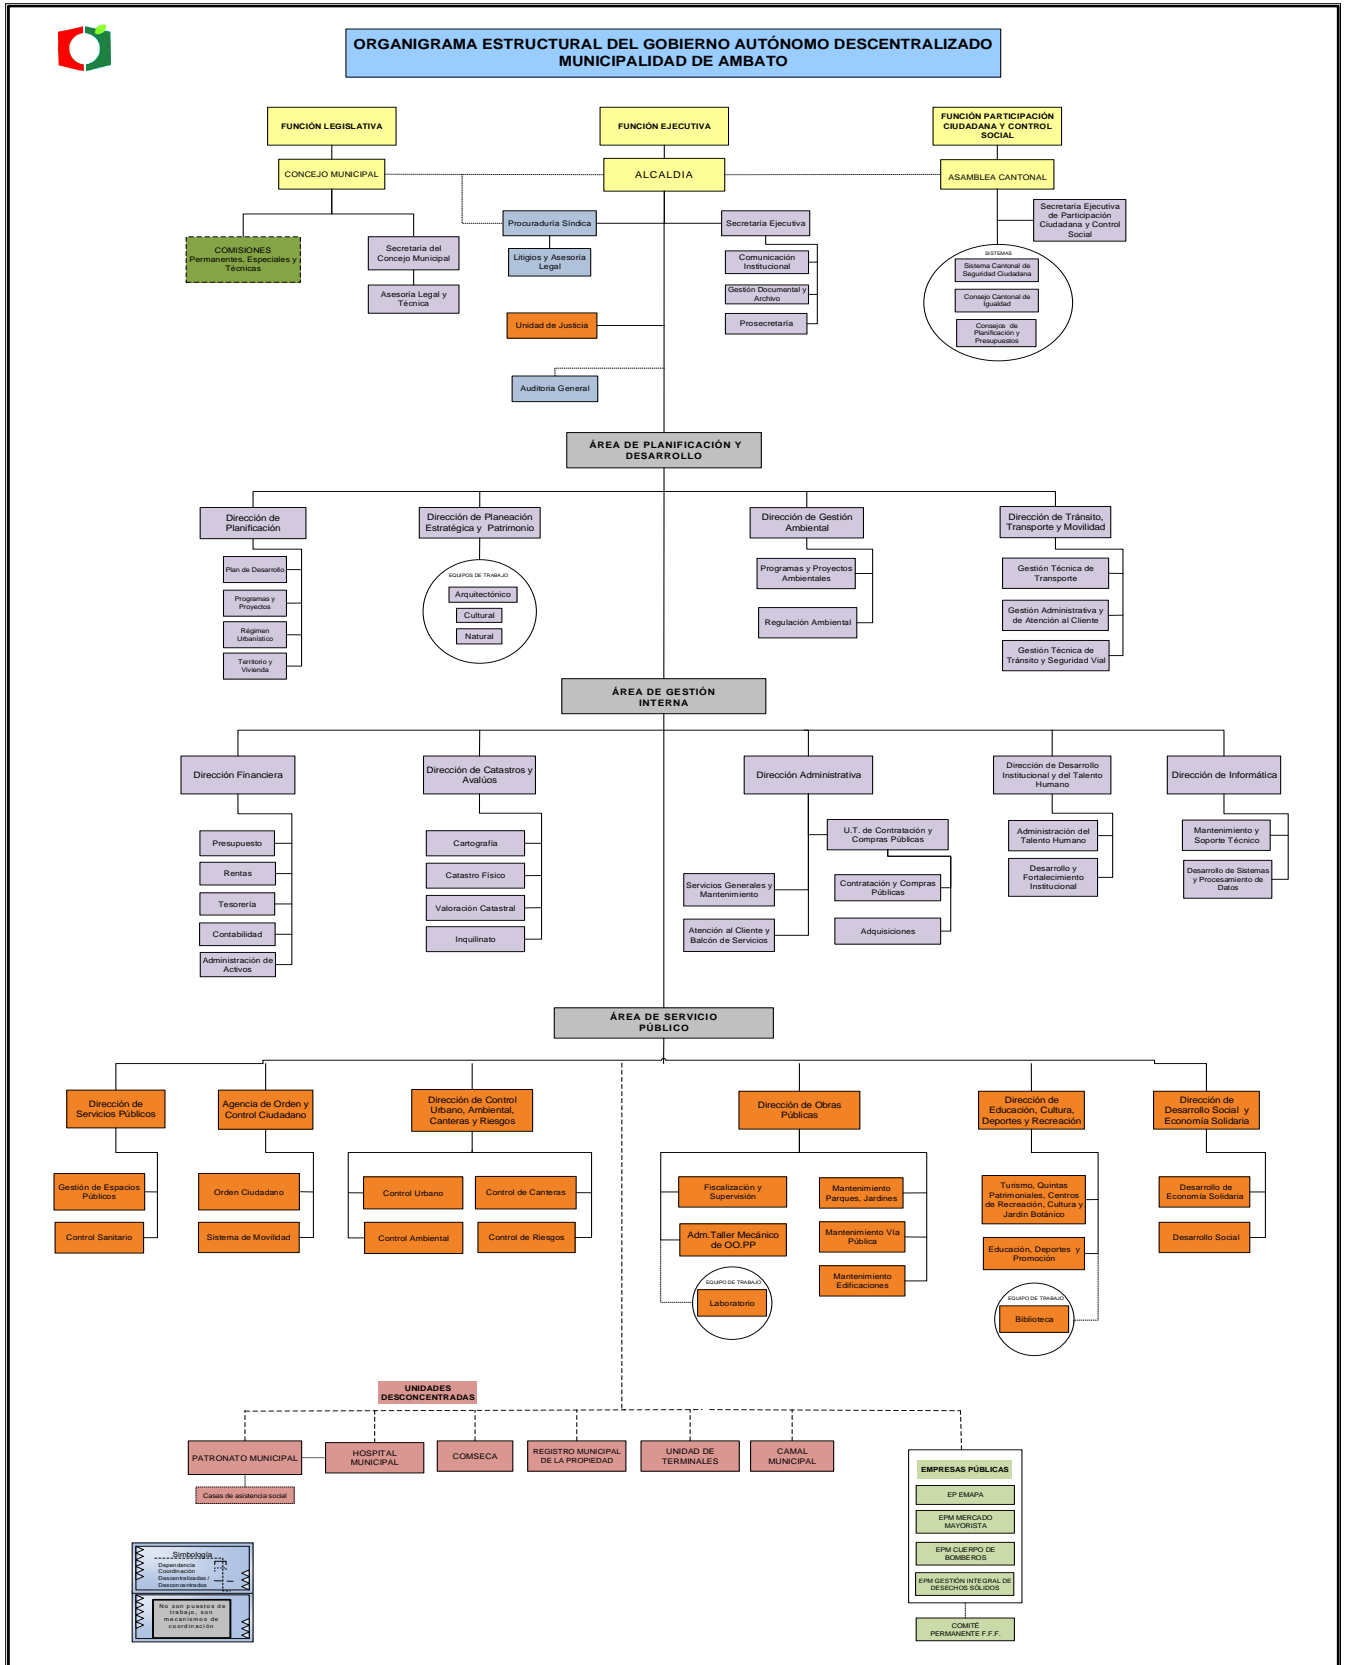 ORGANIGRAMA ESTRUCTURAL DEL GOBIERNO AUTÓNOMO DESCENTRALIZADO
MUNICIPALIDAD DE AMBATO
FUNCIÓN LEGISLATIVA
FUNCIÓN EJECUTIVA
FUNCIÓN PARTICIPACIÓN
CIUDADANA Y CONTROL
SOCIAL
CONCEJO MUNICIPAL
ALCALDIA
ASAMBLEA CANTONAL
COMISIONES
Permanentes, Especiales y
Técnicas
Secretaría del
Concejo Municipal
Asesoría Legal y
Técnica
Procuraduría Síndica
Litigios y Asesoría
Legal
Unidad de Justicia
Auditoria General
Secretaría Ejecutiva
Comunicación
Institucional
Gestión Documental y
Archivo
Prosecretaría
Secretaría Ejecutiva
de Participación
Ciudadana y Control
Social
SISTEMAS
Sistema Cantonal de
Seguridad Ciudadana
Consejo Cantonal de
Igualdad
Consejos de
Planificación y
Presupuestos
ÁREA DE PLANIFICACIÓN Y
DESARROLLO
Dirección de
Planificación
Plan de Desarrollo
Programas y
Proyectos
Régimen
Urbanístico
Territorio y
Vivienda
Dirección de Planeación
Estratégica y Patrimonio
EQUIPOS DE TRABAJO
Arquitectónico
Cultural
Natural
Dirección de Gestión
Ambiental
Programas y Proyectos
Ambientales
Regulación Ambiental
Dirección de Tránsito,
Transporte y Movilidad
Gestión Técnica de
Transporte
Gestión Administrativa y
de Atención al Cliente
Gestión Técnica de
Tránsito y Seguridad Vial
ÁREA DE GESTIÓN
INTERNA
Dirección Financiera
Presupuesto
Rentas
Tesorería
Contabilidad
Administración de
Activos
Dirección de Catastros y
Avalúos
Cartografía
Catastro Físico
Valoración Catastral
Inquilinato
Dirección Administrativa
U.T. de Contratación y
Compras Públicas
Servicios Generales y
Mantenimiento
Contratación y Compras
Públicas
Atención al Cliente y
Balcón de Servicios
Adquisiciones
Dirección de Desarrollo
Institucional y del Talento
Humano
Administración del
Talento Humano
Desarrollo y
Fortalecimiento
Institucional
Dirección de Informática
Mantenimiento y
Soporte Técnico
Desarrollo de Sistemas
y Procesamiento de
Datos
ÁREA DE SERVICIO
PÚBLICO
Dirección de
Servicios Públicos
Gestión de Espacios
Públicos
Control Sanitario
Agencia de Orden y
Control Ciudadano
Orden Ciudadano
Sistema de Movilidad
Dirección de Control
Urbano, Ambiental,
Canteras y Riesgos
Control Urbano
Control de Canteras
Control Ambiental
Control de Riesgos
Dirección de Obras
Públicas
Fiscalización y
Supervisión
Adm.Taller Mecánico
de OO.PP
EQUIPO DE TRABAJO
Laboratorio
Mantenimiento
Parques, Jardines
Mantenimiento Vía
Pública
Mantenimiento
Edificaciones
Dirección de
Educación, Cultura,
Deportes y Recreación
Turismo, Quintas
Patrimoniales, Centros
de Recreación, Cultura y
Jardín Botánico
Educación, Deportes y
Promoción
EQUIPO DE TRABAJO
Biblioteca
Dirección de
Desarrollo Social y
Economía Solidaria
Desarrollo de
Economía Solidaria
Desarrollo Social
UNIDADES
DESCONCENTRADAS
PATRONATO MUNICIPAL
Casas de asistencia social
HOSPITAL
MUNICIPAL
COMSECA
REGISTRO MUNICIPAL
DE LA PROPIEDAD
UNIDAD DE
TERMINALES
CAMAL
MUNICIPAL
EMPRESAS PÚBLICAS
EP EMAPA
EPM MERCADO
MAYORISTA
EPM CUERPO DE
BOMBEROS
EPM GESTIÓN INTEGRAL DE
DESECHOS SÓLIDOS
COMITÉ
PERMANENTE F.F.F.
Simbología
Dependencia
Coordinación
Descentralizadas /
Desconcentrados
No son puestos de
trabajo, son
mecanismos de
coordinación